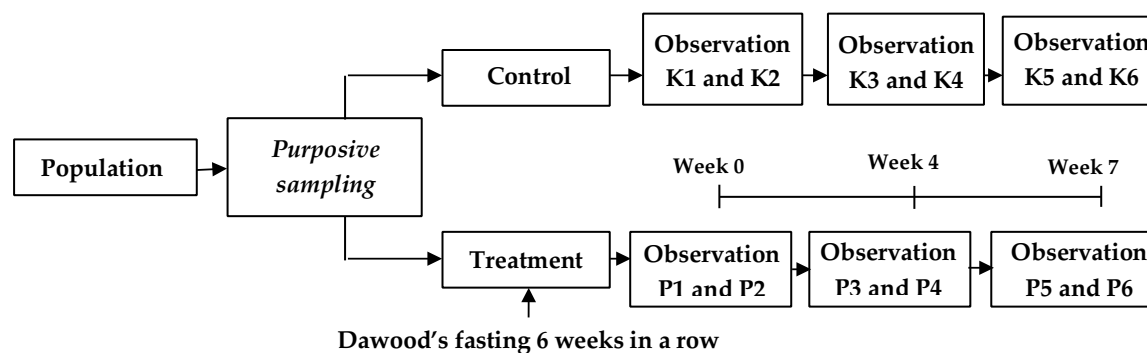 Observation
K1 and K2
Observation
K3 and K4
Observation
K5 and K6
Control
Population
Purposive
sampling
Week 0
Week 4
Week 7
Treatment
Observation
P1 and P2
Observation
P3 and P4
Observation
P5 and P6
Dawood's fasting 6 weeks in a row